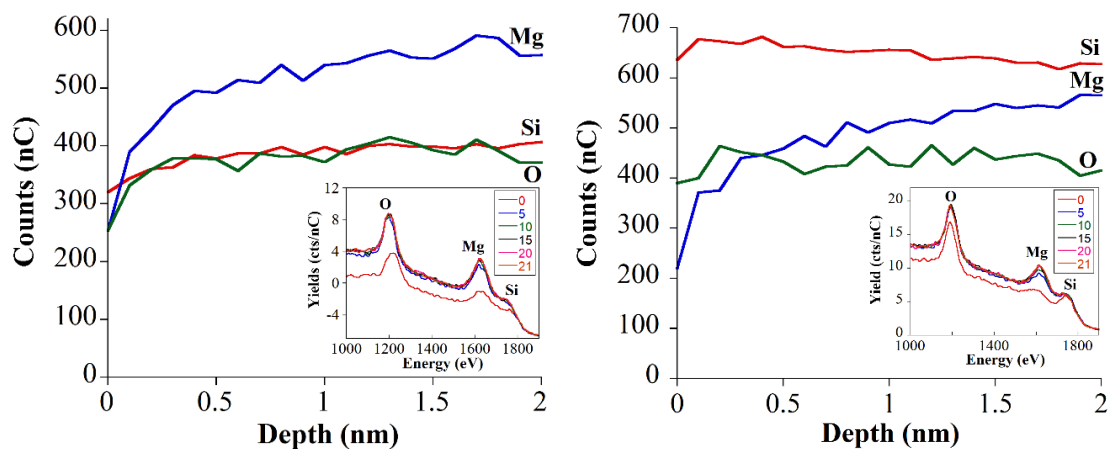 600
500
400
300
200
100
0
Counts (nC)
Mg
Si
O
0 0.5 1 1.5 2
Depth (nm)
12
8
4
0
-4
Yields (cts/nC)
O
Mg
Si
0
5
10
15
20
21
1000 1200 1400 1600 1800
Energy (eV)
700
600
500
400
300
200
100
0
Counts (nC)
Si
Mg
O
0 0.5 1 1.5 2
Depth (nm)
20
15
10
5
0
Yield (cts/nC)
O
Mg
Si
0
5
10
15
20
21
1000 1400 1800
Energy (eV)